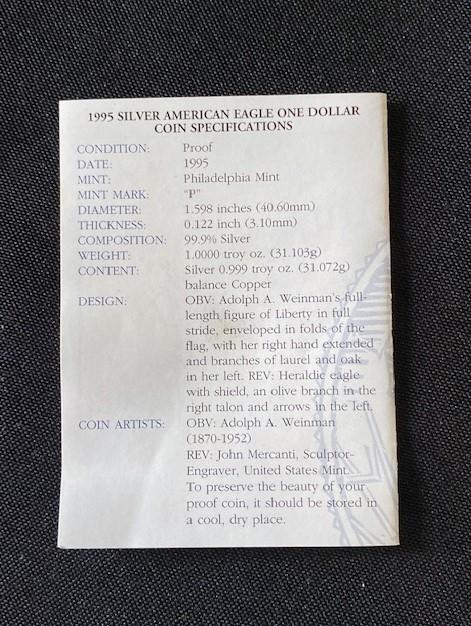 1995 SILVER AMERICAN EAGLE ONE DOLLAR
COIN SPECIFICATIONS
CONDITION: Proof
DATE: 1995
MINT: Philadelphia Mint
MINT MARK: "P"
DIAMETER: 1.598 inches (40.60mm)
THICKNESS: 0.122 inch (3.10mm)
COMPOSITION: 99.9% Silver
WEIGHT: 1.0000 troy oz. (31.103g)
CONTENT: Silver 0.999 troy oz. (31.072g)
balance Copper
DESIGN: OBV: Adolph A. Weinman's full-
length figure of Liberty in full
stride, enveloped in folds of the
flag, with her right hand extended
and branches of laurel and oak
in her left. REV: Heraldic eagle
with shield, an olive branch in the
right talon and arrows in the left.
COIN ARTISTS: OBV: Adolph A. Weinman
(1870-1952)
REV: John Mercanti, Sculptor-
Engraver, United States Mint.
To preserve the beauty of your
proof coin, it should be stored in
a cool, dry place.